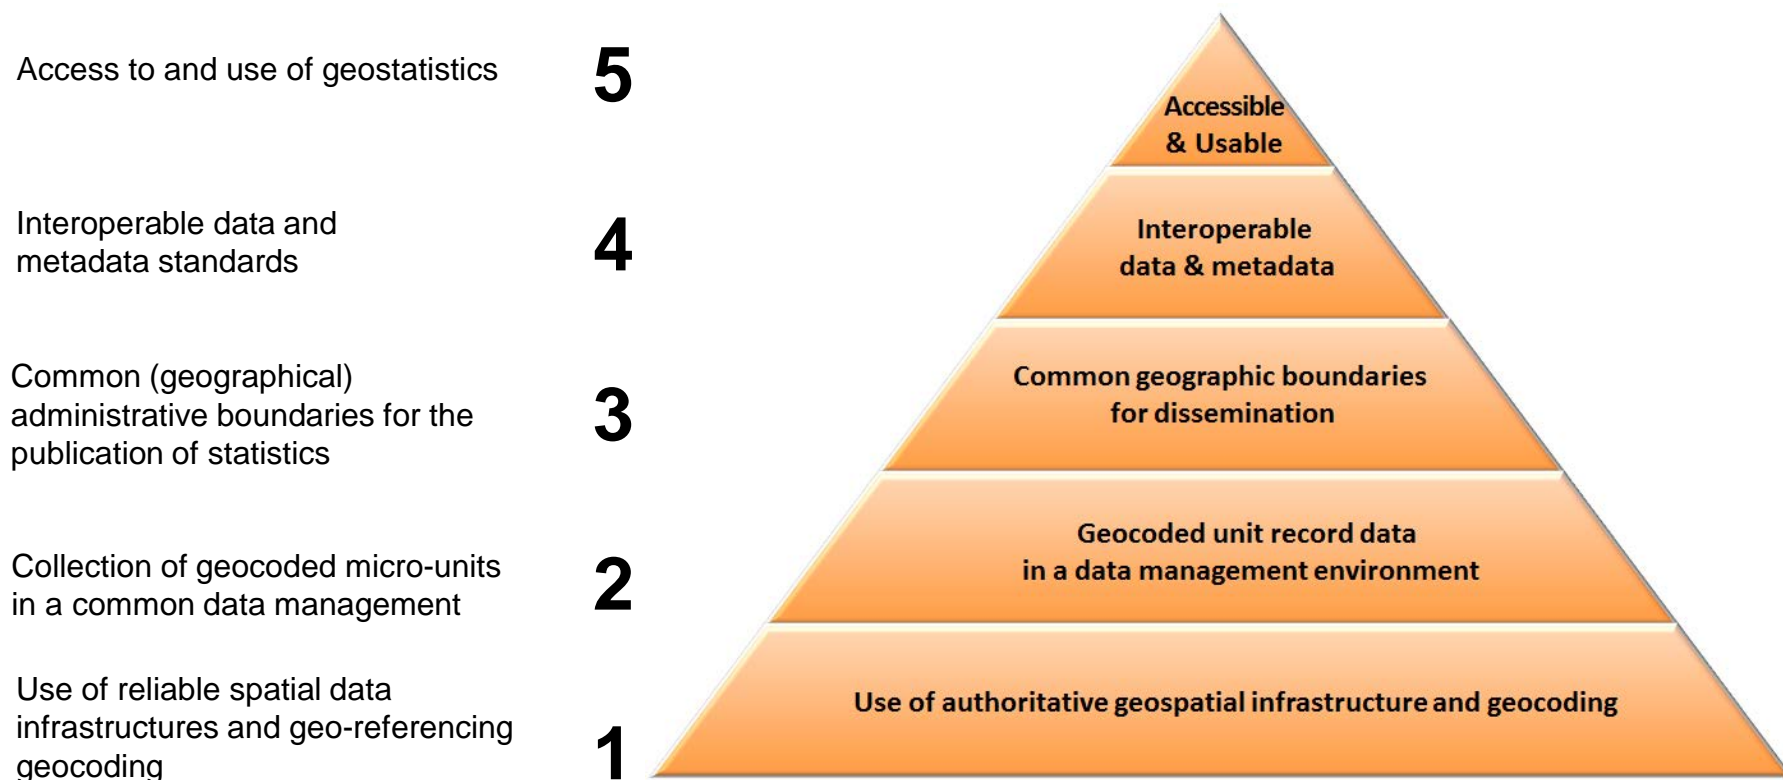 Access to and use of geostatistics
5
Accessible
& Usable
Interoperable data and
metadata standards
4
Interoperable
data & metadata
Common (geographical)
administrative boundaries for the
publication of statistics
3
Common geographic boundaries
for dissemination
Collection of geocoded micro-units
in a common data management
2
Geocoded unit record data
in a data management environment
Use of reliable spatial data
infrastructures and geo-referencing
geocoding
1
Use of authoritative geospatial infrastructure and geocoding